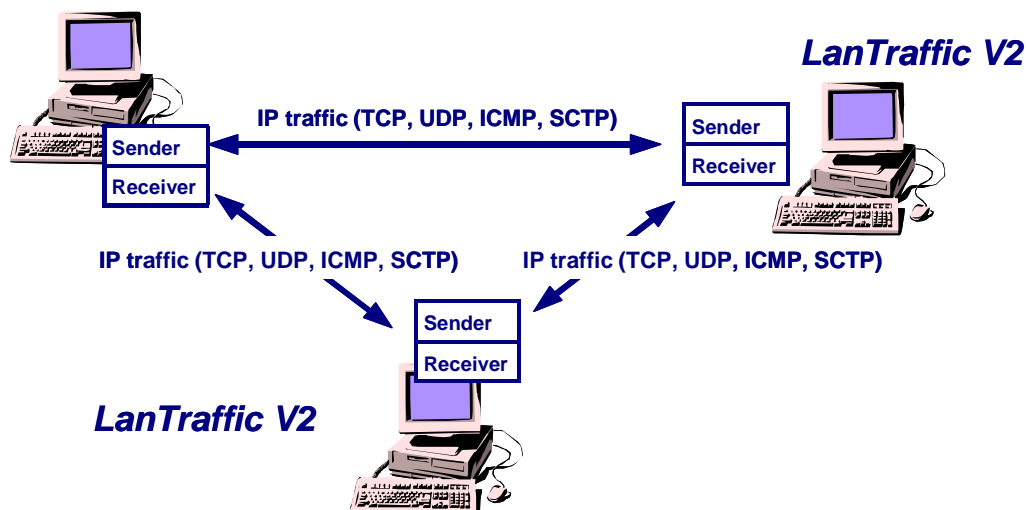 LanTraffic V2
IP traffic (TCP, UDP, ICMP, SCTP)
Sender
Receiver
Sender
Receiver
IP traffic (TCP, UDP, ICMP, SCTP)
IP traffic (TCP, UDP, ICMP, SCTP)
Sender
Receiver
LanTraffic V2